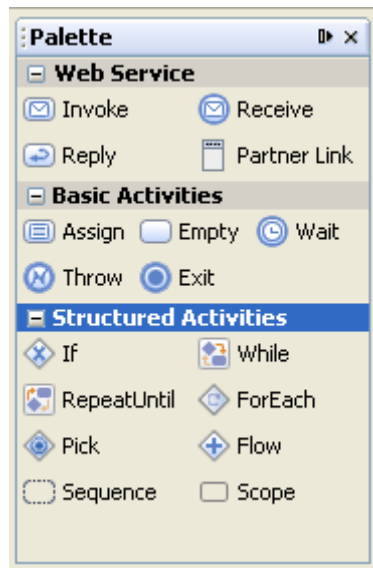 Palette
Web Service
Invoke Receive
Reply Partner Link
Basic Activities
Assign Empty Wait
Throw Exit
Structured Activities
If While
RepeatUntil ForEach
Pick Flow
Sequence Scope